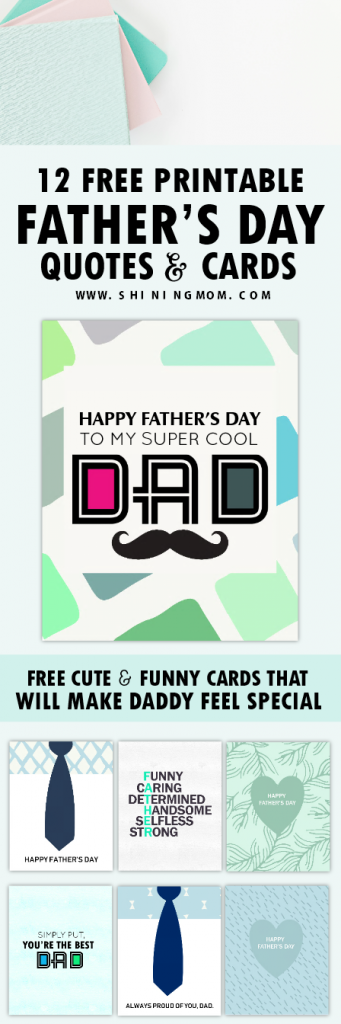 12 FREE PRINTABLE
FATHER'S DAY
QUOTES & CARDS
WWW.SHININGMOM.COM
HAPPY FATHER'S DAY
TO MY SUPER COOL
DAD
FREE CUTE & FUNNY CARDS THAT
WILL MAKE DADDY FEEL SPECIAL
HAPPY FATHER'S DAY
FUNNY
CARING
DETERMINED
HANDSOME
SELFLESS
STRONG
FATHER
HAPPY
FATHER'S DAY
SIMPLY PUT,
YOU'RE THE BEST
DAD
ALWAYS PROUD OF YOU, DAD.
HAPPY
FATHER'S DAY